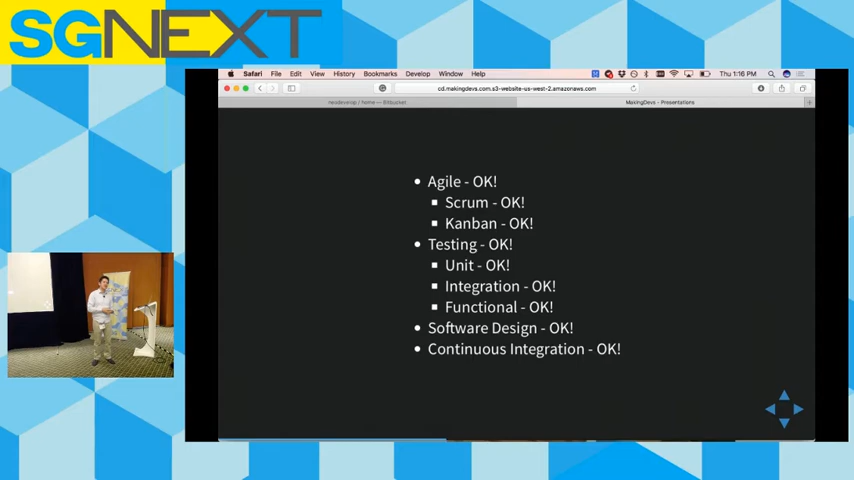 SGNEXT
Safari File Edit View History Bookmarks Develop Window Help Thu 1:16 PM
cd.makingdevs.com.s3-website-us-west-2.amazonaws.com
MakingDevs - Presentations
Agile - OK!
Scrum - OK!
Kanban - OK!
Testing - OK!
Unit - OK!
Integration - OK!
Functional - OK!
Software Design - OK!
Continuous Integration - OK!